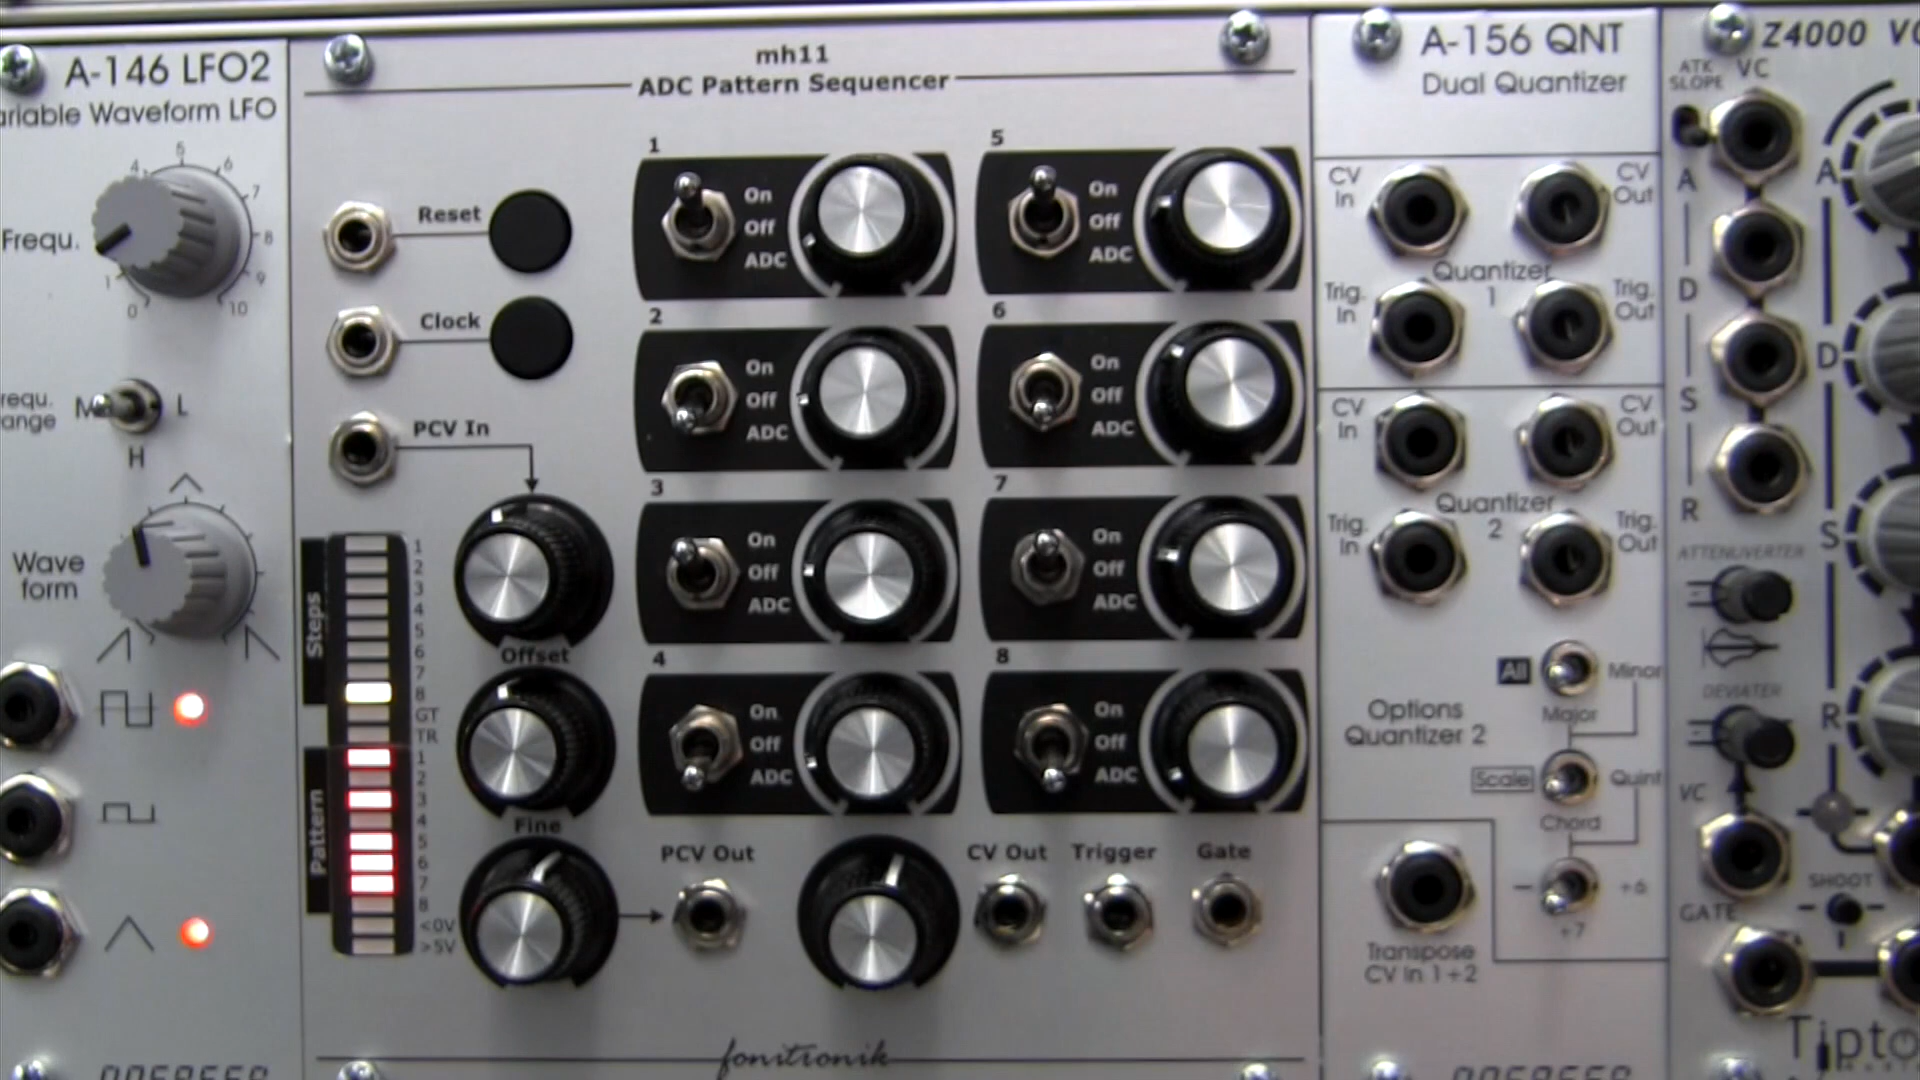 A-146 LFO2
ariable Waveform LFO
4 5 6 7 8 9 10
0 1
Frequ.
requ.
ange
M L
H
Wave
form
mh11
ADC Pattern Sequencer
Reset
Clock
PCV In
Steps
1
2
3
4
5
6
7
8
GT
TR
Pattern
1
2
3
4
5
6
7
8
<0V
>5V
Offset
Fine
1
On
Off
ADC
2
On
Off
ADC
3
On
Off
ADC
4
On
Off
ADC
5
On
Off
ADC
6
On
Off
ADC
7
On
Off
ADC
8
On
Off
ADC
PCV Out
CV Out
Trigger
Gate
fonitronik
A-156 QNT
Dual Quantizer
CV
In
CV
Out
Quantizer
1
Trig.
In
Trig.
Out
CV
In
CV
Out
Quantizer
2
Trig.
In
Trig.
Out
All
Minor
Major
Options
Quantizer 2
Scale
Quint
Chord
+6
+7
Transpose
CV In 1+2
Z4000 VC
ATK
SLOPE
VC
A
D
S
R
A
D
S
R
ATTENUVERTER
DEVIATER
VC
SHOOT
GATE
Tipto